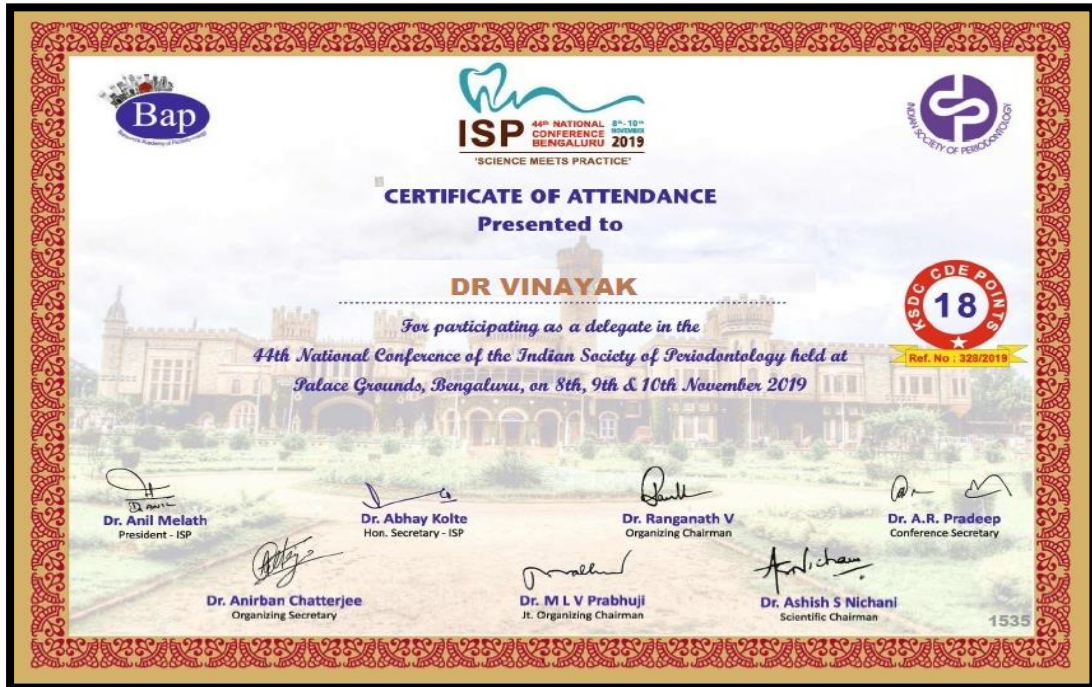 Bap
ISP
44th NATIONAL
CONFERENCE
BENGALURU
8th - 10th
NOVEMBER
2019
'SCIENCE MEETS PRACTICE'
INDIAN SOCIETY OF PERIODONTOLOGY
CERTIFICATE OF ATTENDANCE
Presented to
DR VINAYAK
For participating as a delegate in the
44th National Conference of the Indian Society of Periodontology held at
Palace Grounds, Bengaluru, on 8th, 9th & 10th November 2019
KSDC CDE POINTS
18
Ref. No : 328/2019
Dr. Anil Melath
President - ISP
Dr. Abhay Kolte
Hon. Secretary - ISP
Dr. Ranganath V
Organizing Chairman
Dr. A.R. Pradeep
Conference Secretary
Dr. Anirban Chatterjee
Organizing Secretary
Dr. M L V Prabhuji
Jt. Organizing Chairman
Dr. Ashish S Nichani
Scientific Chairman
1535